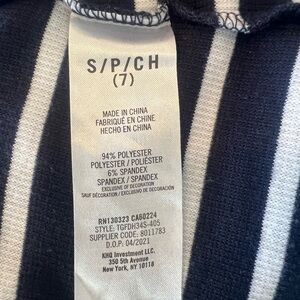 S/P/CH
(7)
MADE IN CHINA
FABRIQUÉ EN CHINE
HECHO EN CHINA
94% POLYESTER
POLYESTER / POLIÉSTER
6% SPANDEX
SPANDEX / SPANDEX
EXCLUSIVE OF DECORATION
SAUF DÉCORATION / EXCLUSIVO DE DECORACIÓN
RN130323 CA80224
STYLE: TGFDH34S-405
SUPPLIER CODE: 8011783
D.O.P: 04/2021
KHQ Investment LLC.
350 5th Avenue
New York, NY 10118